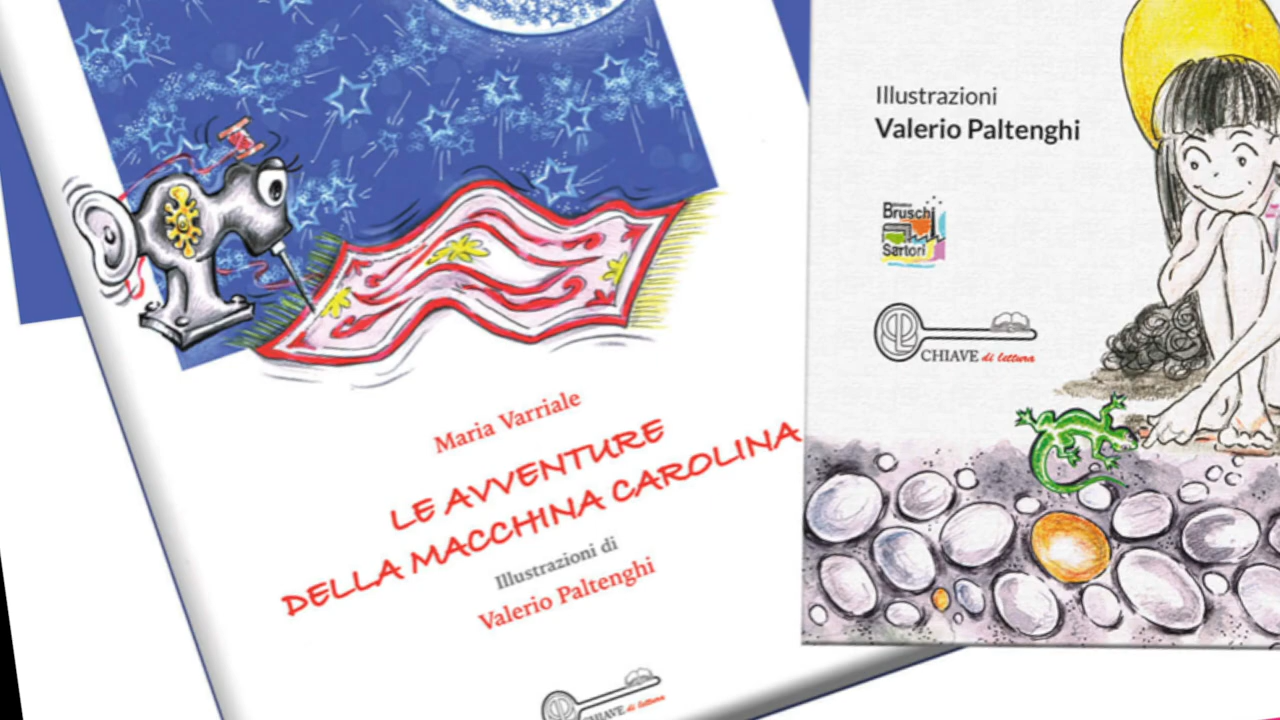 Maria Varriale
LE AVVENTURE
DELLA MACCHINA CAROLINA
Illustrazioni di
Valerio Paltenghi
CHIAVE di lettura
Illustrazioni
Valerio Paltenghi
Bruschi
Sartori
CHIAVE di lettura